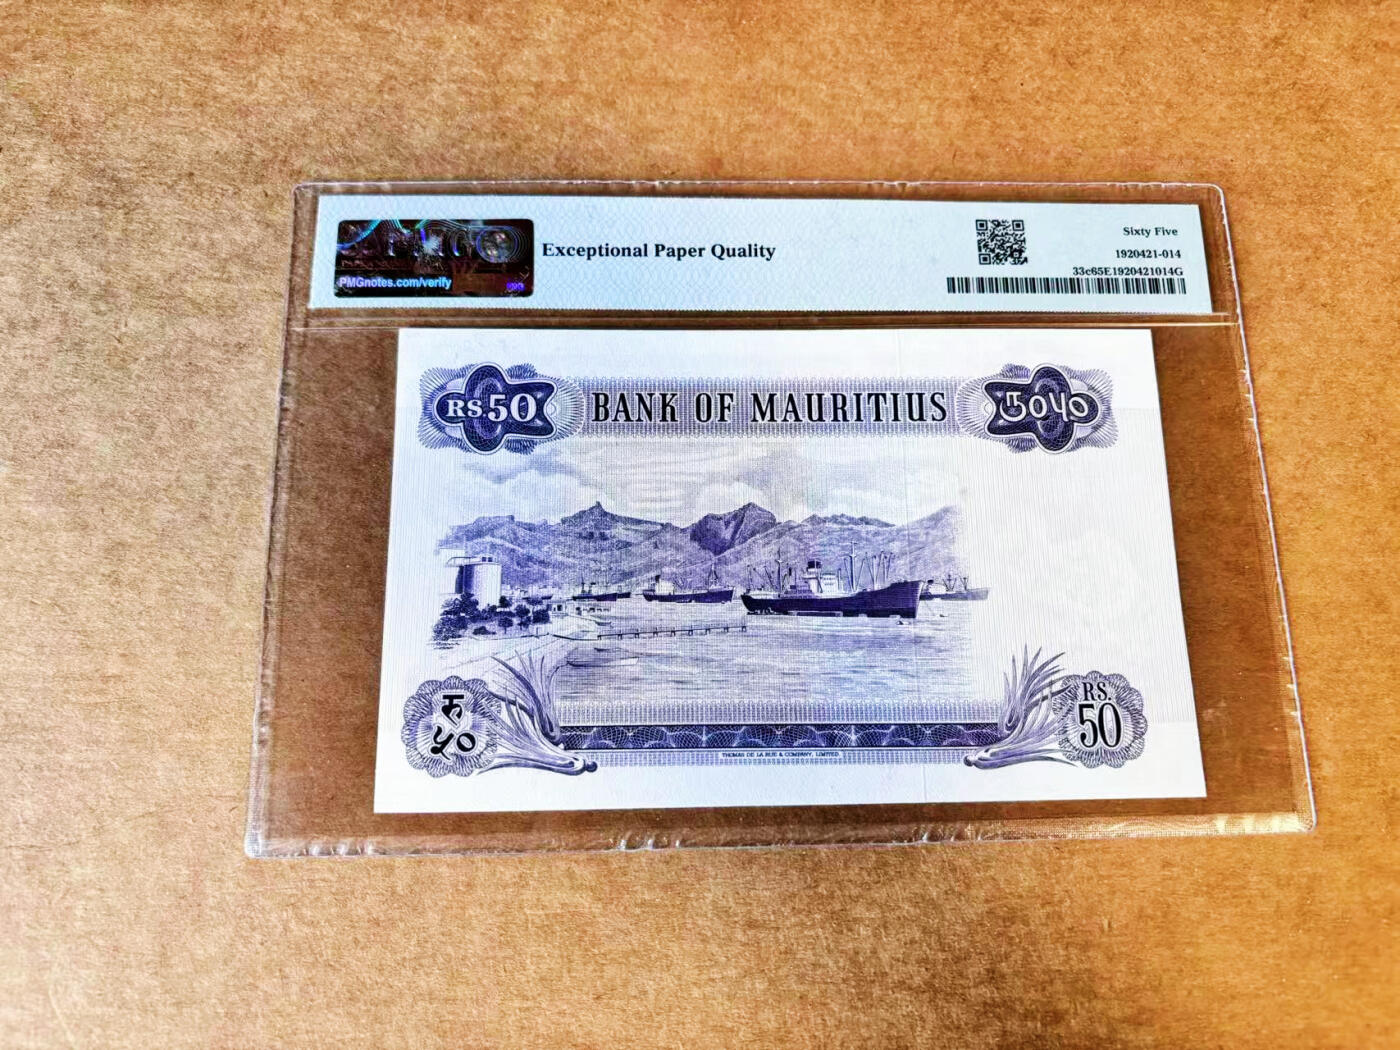 PMGnotes.com/verify
Exceptional Paper Quality
Sixty Five
1920421-014
33c65E1920421014G
RS.50
BANK OF MAURITIUS
रु
५०
RS.
50
THOMAS DE LA RUE & COMPANY, LIMITED.